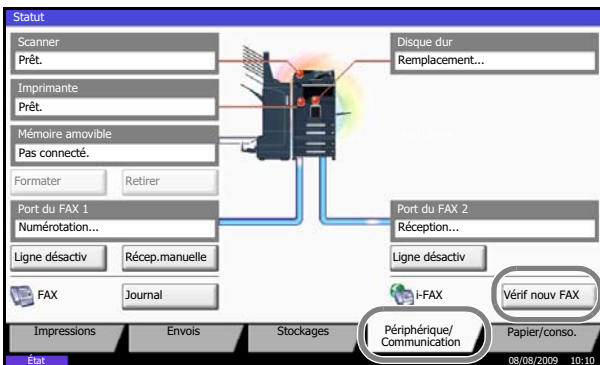 Statut
Scanner
Prêt.
Disque dur
Remplacement...
Imprimante
Prêt.
Mémoire amovible
Pas connecté.
Formater
Retirer
Port du FAX 1
Numérotation...
Port du FAX 2
Réception...
Ligne désactiv
Récep.manuelle
Ligne désactiv
FAX
Journal
i-FAX
Vérif nouv FAX
Impressions
Envois
Stockages
Périphérique/
Communication
Papier/conso.
État
08/08/2009 10:10